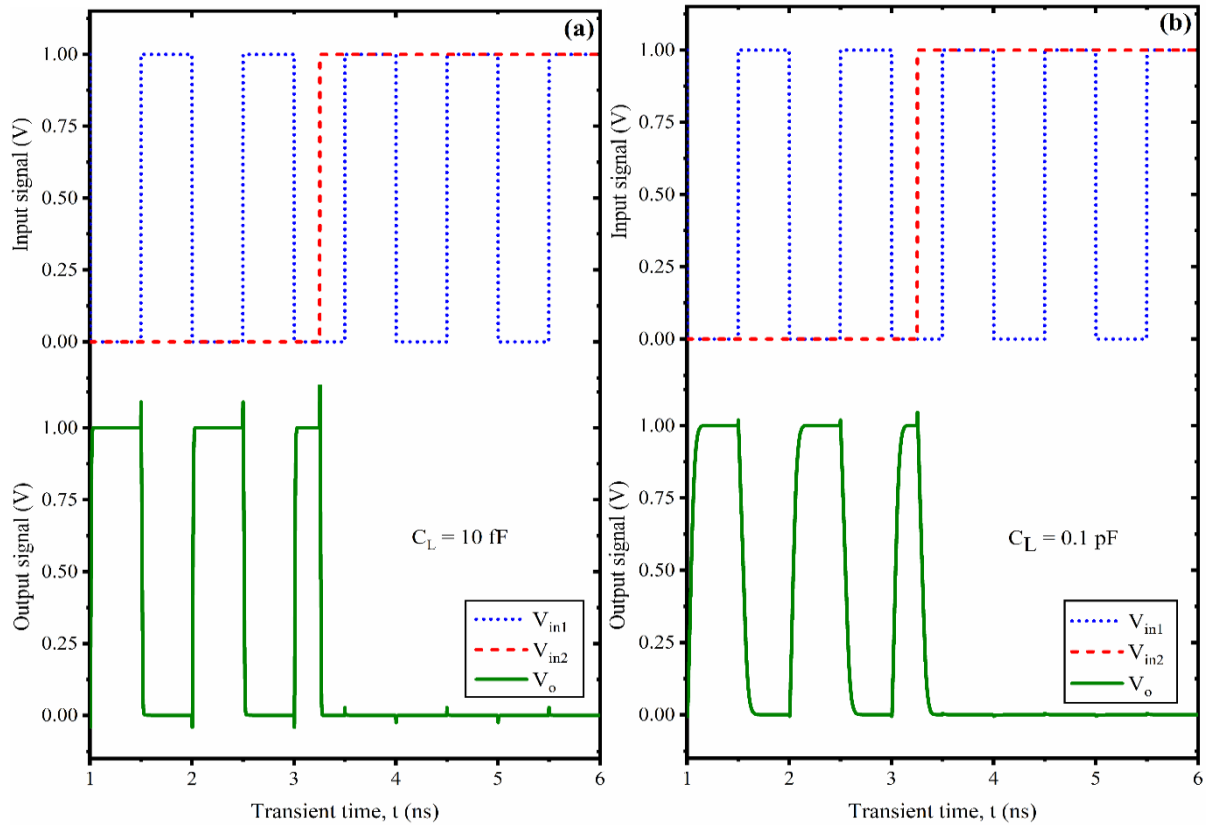 (a)
1.00
0.75
0.50
0.25
0.00
Input signal (V)
1.00
0.75
0.50
0.25
0.00
Output signal (V)
C_L = 10 fF
V_in1
V_in2
V_o
1 2 3 4 5 6
Transient time, t (ns)
(b)
1.00
0.75
0.50
0.25
0.00
Input signal (V)
1.00
0.75
0.50
0.25
0.00
Output signal (V)
C_L = 0.1 pF
V_in1
V_in2
V_o
1 2 3 4 5 6
Transient time, t (ns)